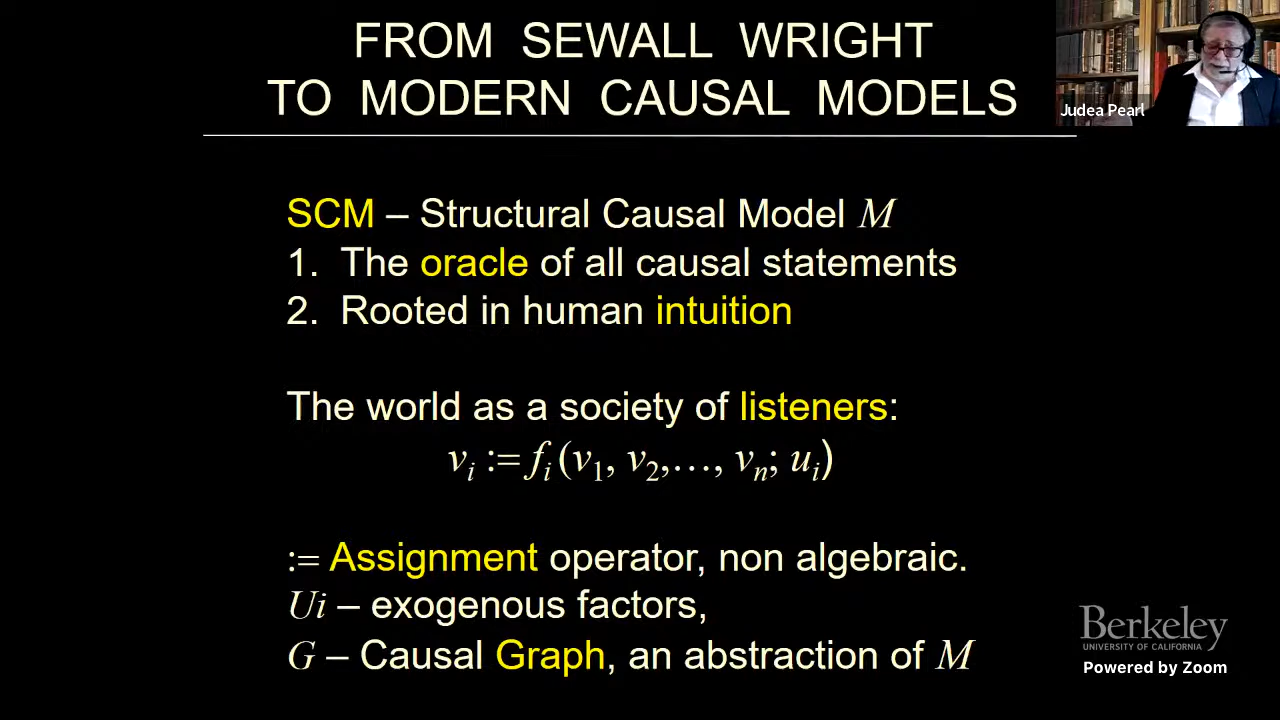 FROM SEWALL WRIGHT
TO MODERN CAUSAL MODELS
Judea Pearl
SCM – Structural Causal Model M
1. The oracle of all causal statements
2. Rooted in human intuition
The world as a society of listeners:
vi := fi (v1, v2,…, vn; ui)
:= Assignment operator, non algebraic.
Ui – exogenous factors,
G – Causal Graph, an abstraction of M
Berkeley
UNIVERSITY OF CALIFORNIA
Powered by Zoom